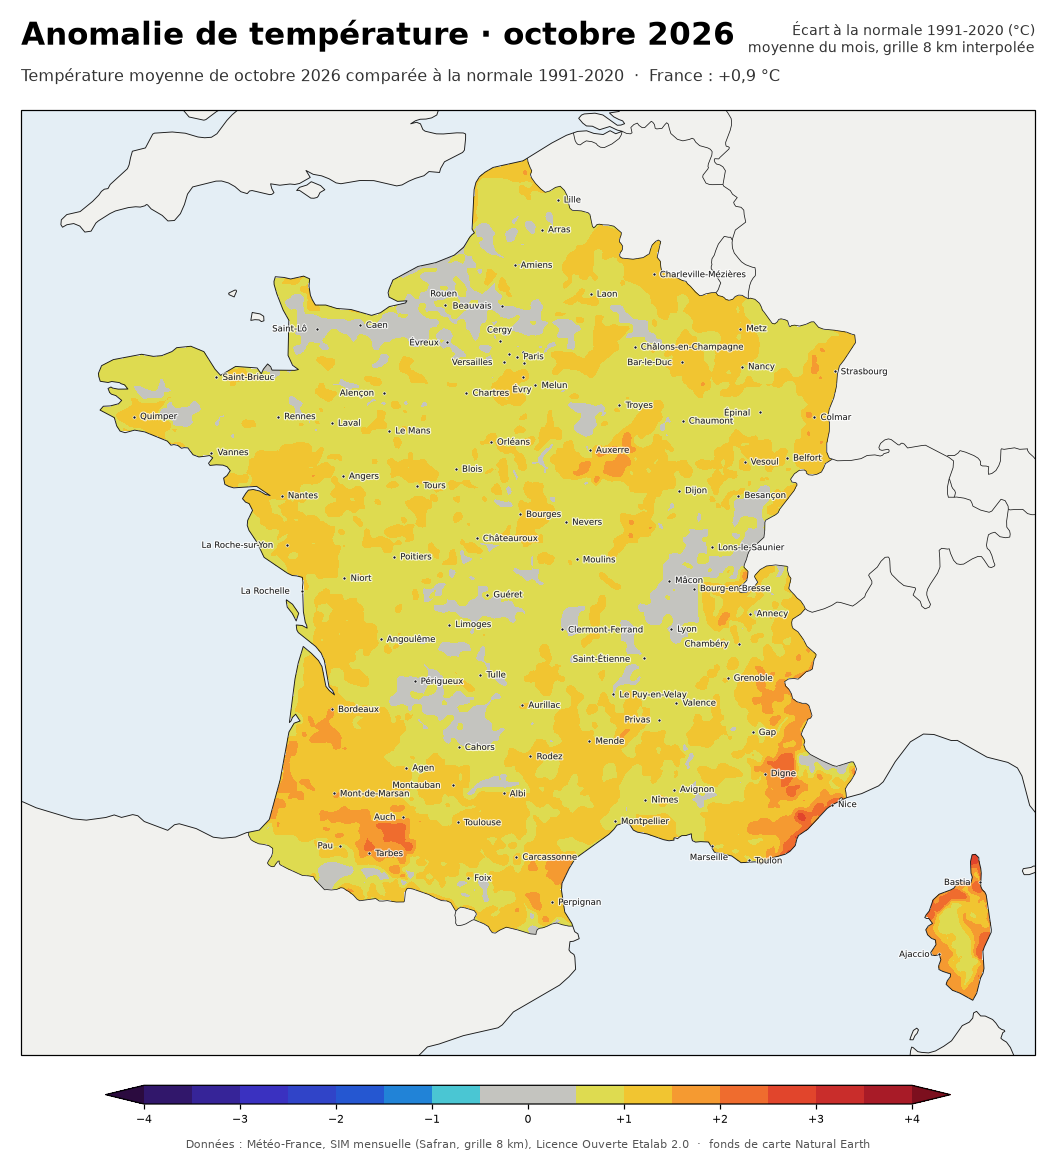 Anomalie de température · octobre 2026
Écart à la normale 1991-2020 (°C)
moyenne du mois, grille 8 km interpolée
Température moyenne de octobre 2026 comparée à la normale 1991-2020 · France : +0,9 °C
Lille
Arras
Amiens
Charleville-Mézières
Rouen
Laon
Beauvais
Saint-Lô
Caen
Cergy
Metz
Évreux
Châlons-en-Champagne
Versailles
Paris
Bar-le-Duc
Nancy
Strasbourg
Saint-Brieuc
Alençon
Chartres
Évry
Melun
Quimper
Rennes
Laval
Troyes
Chaumont
Épinal
Colmar
Le Mans
Orléans
Vannes
Auxerre
Vesoul
Belfort
Angers
Blois
Tours
Nantes
Dijon
Besançon
Bourges
Nevers
La Roche-sur-Yon
Châteauroux
Lons-le-Saunier
Poitiers
Moulins
Niort
Mâcon
La Rochelle
Guéret
Bourg-en-Bresse
Annecy
Limoges
Clermont-Ferrand
Lyon
Angoulême
Chambéry
Saint-Étienne
Périgueux
Tulle
Grenoble
Le Puy-en-Velay
Valence
Bordeaux
Aurillac
Privas
Gap
Cahors
Mende
Rodez
Agen
Digne
Montauban
Mont-de-Marsan
Albi
Avignon
Nîmes
Nice
Auch
Toulouse
Montpellier
Pau
Tarbes
Carcassonne
Marseille
Toulon
Foix
Bastia
Perpignan
Ajaccio
−4 −3 −2 −1 0 +1 +2 +3 +4
Données : Météo-France, SIM mensuelle (Safran, grille 8 km), Licence Ouverte Etalab 2.0 · fonds de carte Natural Earth